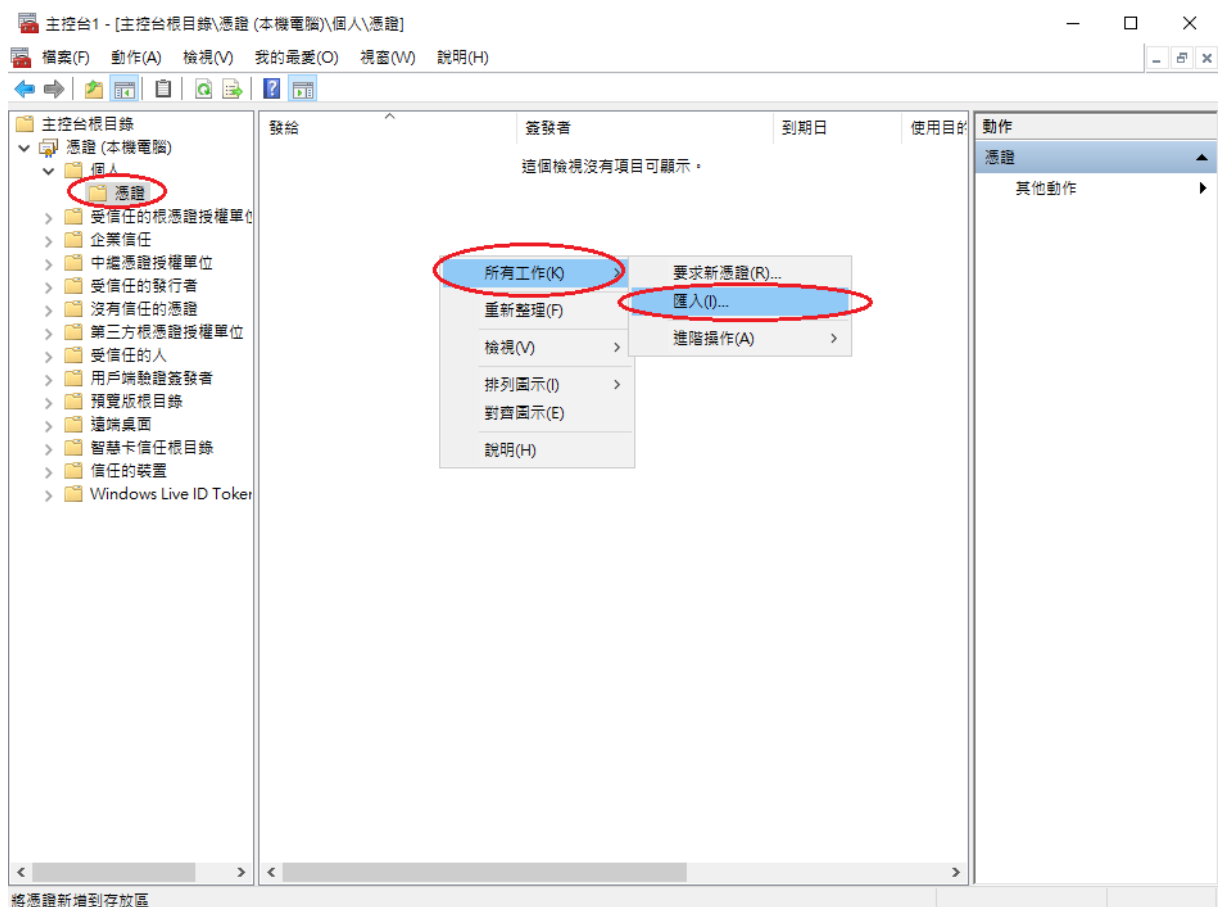 主控台1 - [主控台根目錄\憑證 (本機電腦)\個人\憑證]
檔案(F) 動作(A) 檢視(V) 我的最愛(O) 視窗(W) 說明(H)
主控台根目錄
憑證 (本機電腦)
個人
憑證
受信任的根憑證授權單位
企業信任
中繼憑證授權單位
受信任的發行者
沒有信任的憑證
第三方根憑證授權單位
受信任的人
用戶端驗證簽發者
預覽版根目錄
遠端桌面
智慧卡信任根目錄
信任的裝置
Windows Live ID Token
發給 簽發者 到期日 使用目的
這個檢視沒有項目可顯示。
所有工作(K)
重新整理(F)
檢視(V)
排列圖示(I)
對齊圖示(E)
說明(H)
要求新憑證(R)...
匯入(I)...
進階操作(A)
動作
憑證
其他動作
將憑證新增到存放區